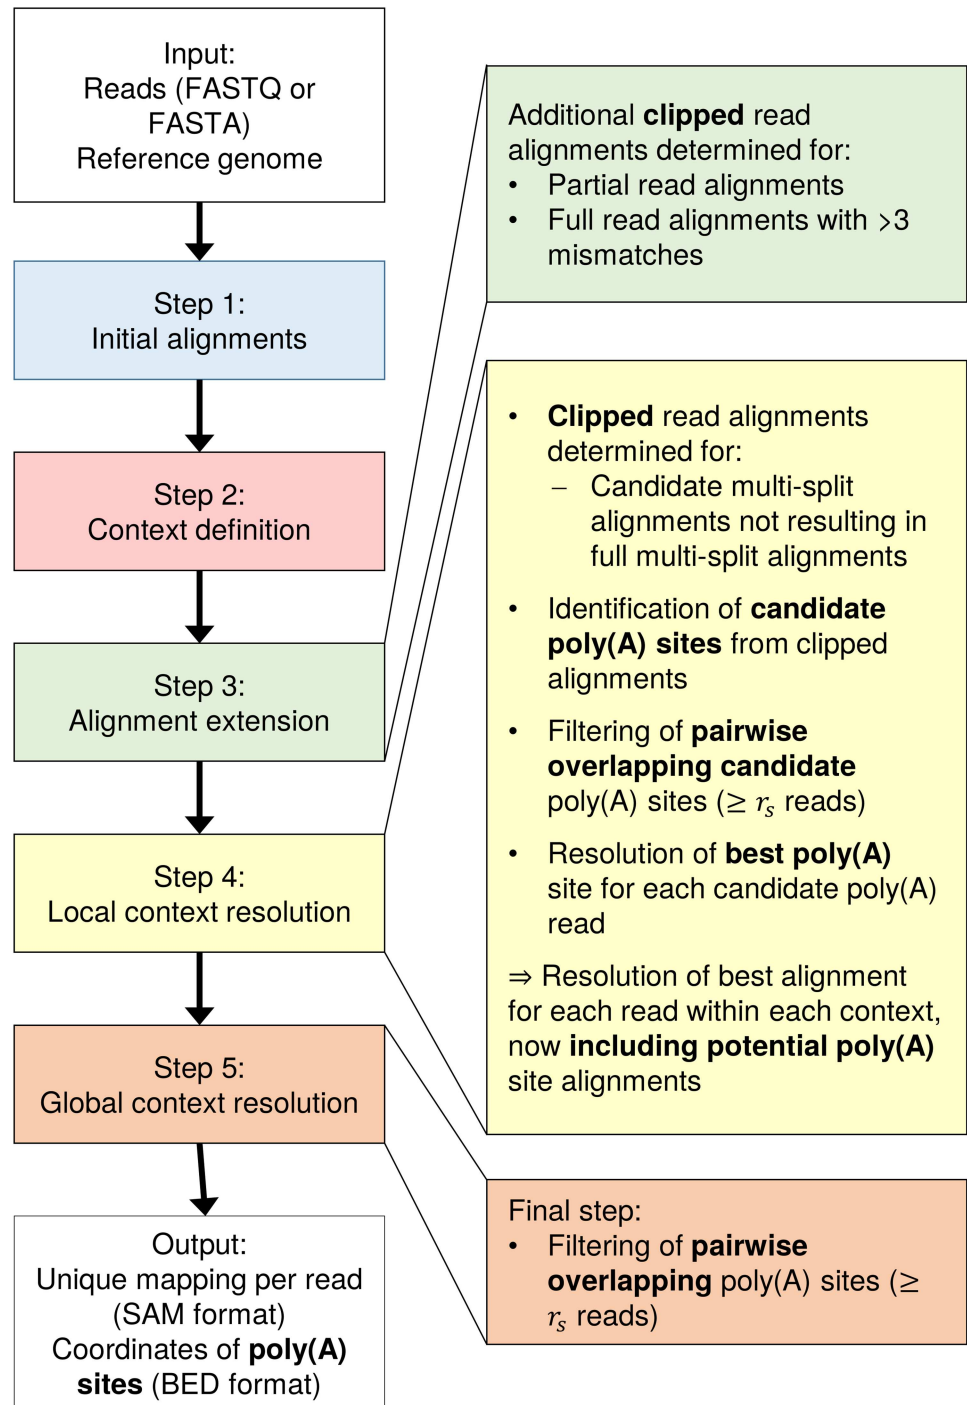 Input:
Reads (FASTQ or
FASTA)
Reference genome
Step 1:
Initial alignments
Step 2:
Context definition
Step 3:
Alignment extension
Step 4:
Local context resolution
Step 5:
Global context resolution
Output:
Unique mapping per read
(SAM format)
Coordinates of poly(A)
sites (BED format)
Additional clipped read
alignments determined for:
• Partial read alignments
• Full read alignments with >3
mismatches
• Clipped read alignments
determined for:
– Candidate multi-split
alignments not resulting in
full multi-split alignments
• Identification of candidate
poly(A) sites from clipped
alignments
• Filtering of pairwise
overlapping candidate
poly(A) sites (≥ rₛ reads)
• Resolution of best poly(A)
site for each candidate poly(A)
read
⇒ Resolution of best alignment
for each read within each context,
now including potential poly(A)
site alignments
Final step:
• Filtering of pairwise
overlapping poly(A) sites (≥
rₛ reads)